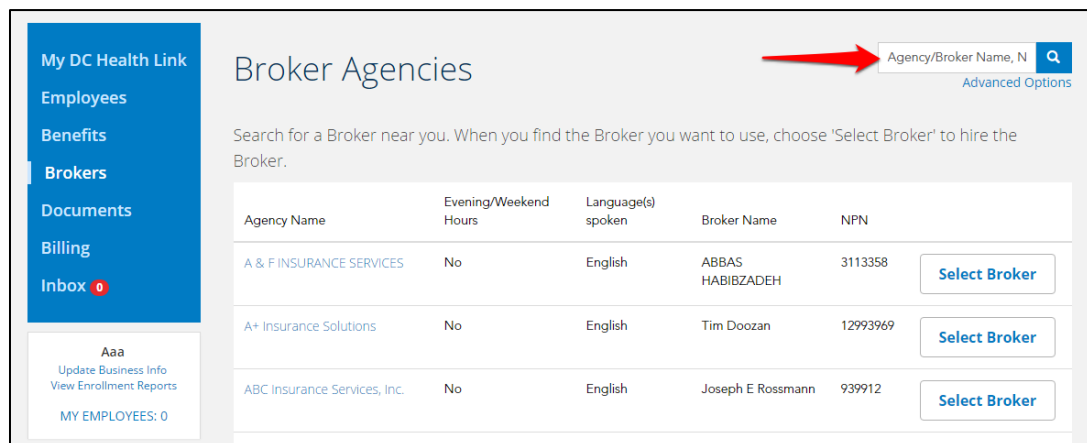 My DC Health Link
Employees
Benefits
Brokers
Documents
Billing
Inbox 0
Aaa
Update Business Info
View Enrollment Reports
MY EMPLOYEES: 0
Broker Agencies
Agency/Broker Name, N
Advanced Options
Search for a Broker near you. When you find the Broker you want to use, choose 'Select Broker' to hire the
Broker.
Agency Name Evening/Weekend Hours Language(s) spoken Broker Name NPN
A & F INSURANCE SERVICES No English ABBAS HABIBZADEH 3113358 Select Broker
A+ Insurance Solutions No English Tim Doozan 12993969 Select Broker
ABC Insurance Services, Inc. No English Joseph E Rossmann 939912 Select Broker